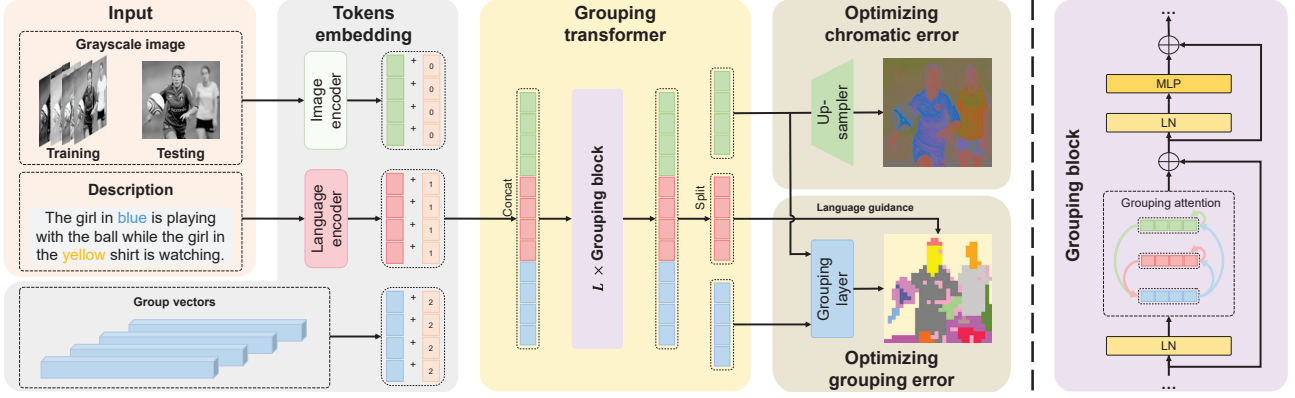 Input
Grayscale image
Training
Testing
Description
The girl in blue is playing
with the ball while the girl in
the yellow shirt is watching.
Group vectors
Tokens
embedding
Image
encoder
+
0
+
0
+
0
+
0
Language
encoder
+
1
+
1
+
1
+
1
+
2
+
2
+
2
+
2
Grouping
transformer
Concat
L × Grouping block
Split
Optimizing
chromatic error
Up-
sampler
Language guidance
Grouping
layer
Optimizing
grouping error
Grouping block
...
MLP
LN
Grouping attention
LN
...